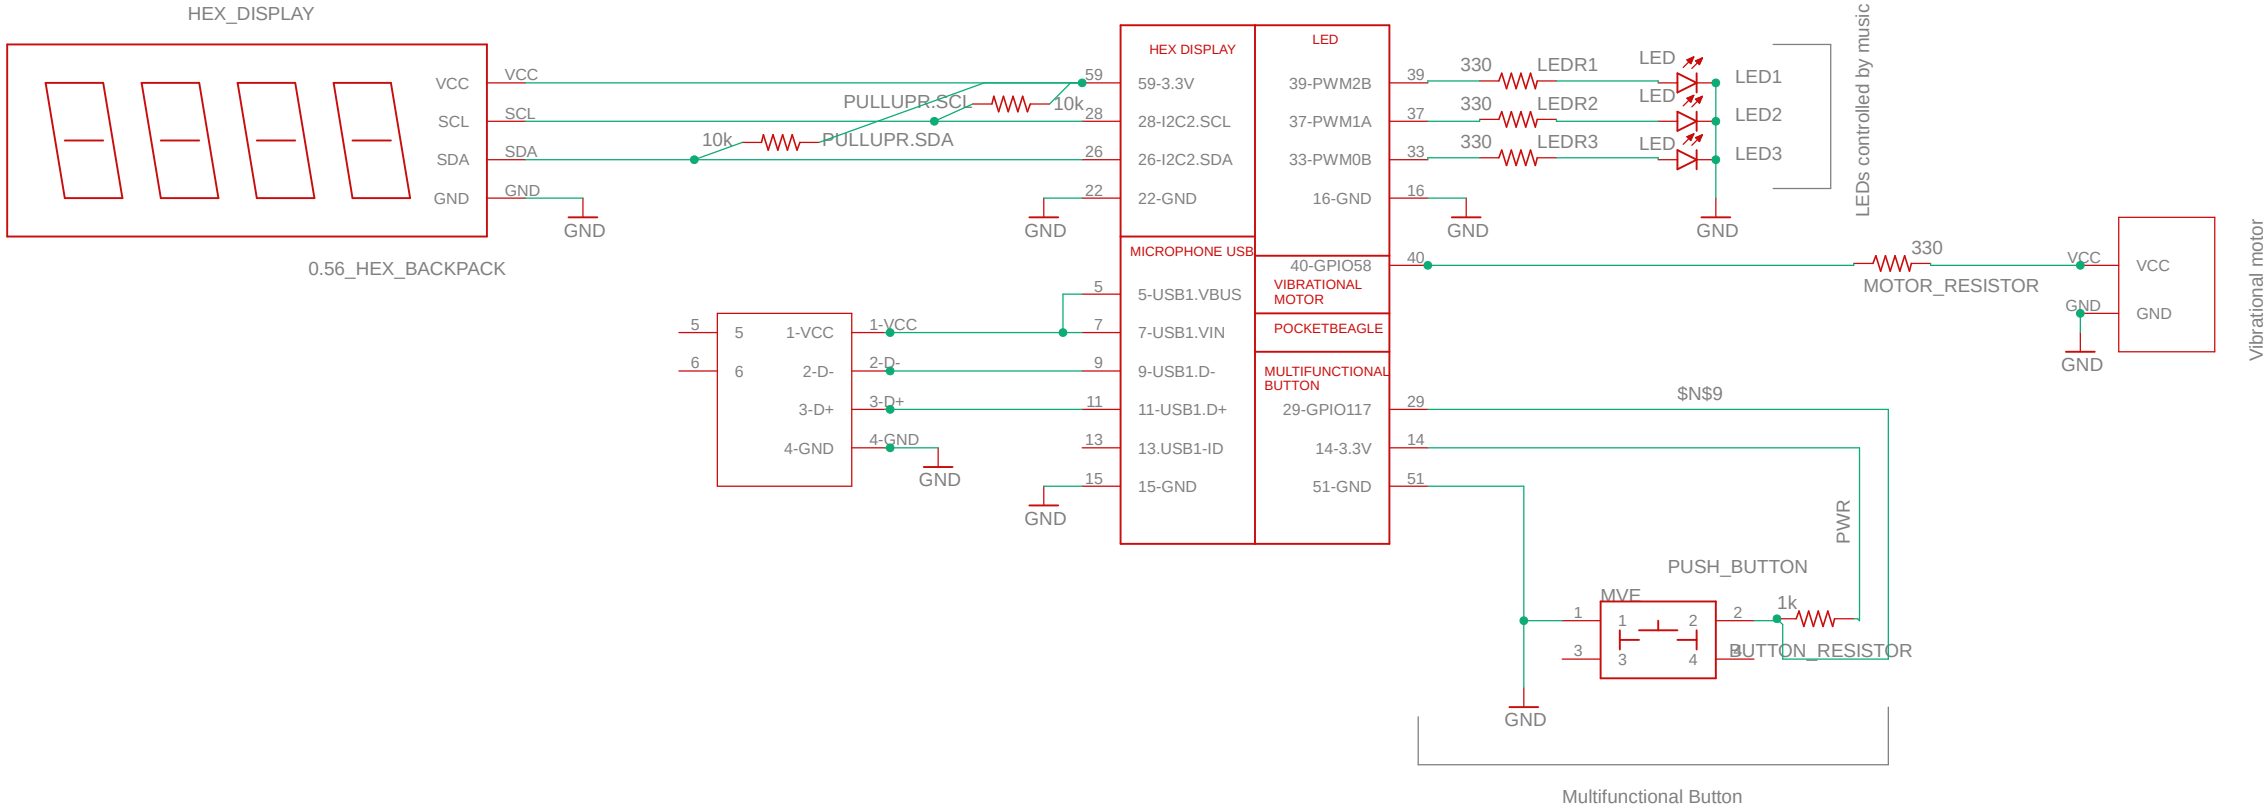 HEX_DISPLAY
VCC
SCL
SDA
GND
VCC
SCL
SDA
GND
GND
0.56_HEX_BACKPACK
PULLUPR.SCL
10k
10k
PULLUPR.SDA
59
28
26
22
GND
HEX DISPLAY
59-3.3V
28-I2C2.SCL
26-I2C2.SDA
22-GND
LED
39-PWM2B
37-PWM1A
33-PWM0B
16-GND
39
37
33
16
GND
330
LEDR1
330
LEDR2
330
LEDR3
LED
LED1
LED
LED2
LED
LED3
GND
LEDs controlled by music
MICROPHONE USB
5-USB1.VBUS
7-USB1.VIN
9-USB1.D-
11-USB1.D+
13.USB1-ID
15-GND
5
7
9
11
13
15
GND
5
6
5
6
1-VCC
2-D-
3-D+
4-GND
1-VCC
2-D-
3-D+
4-GND
GND
40-GPIO58
VIBRATIONAL
MOTOR
40
330
MOTOR_RESISTOR
VCC
GND
GND
VCC
GND
Vibrational motor
POCKETBEAGLE
MULTIFUNCTIONAL
BUTTON
29-GPIO117
14-3.3V
51-GND
29
14
51
$N$9
PWR
PUSH_BUTTON
MVE
1
3
1
2
3
4
2
4
1k
BUTTON_RESISTOR
GND
Multifunctional Button